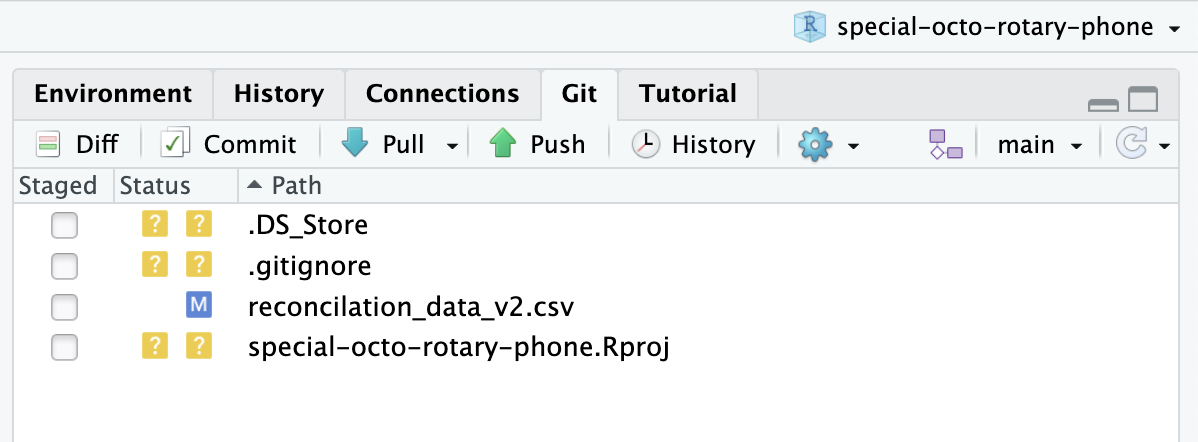 special-octo-rotary-phone
Environment History Connections Git Tutorial
Diff Commit Pull Push History main
Staged Status Path
? ? .DS_Store
? ? .gitignore
M reconcilation_data_v2.csv
? ? special-octo-rotary-phone.Rproj